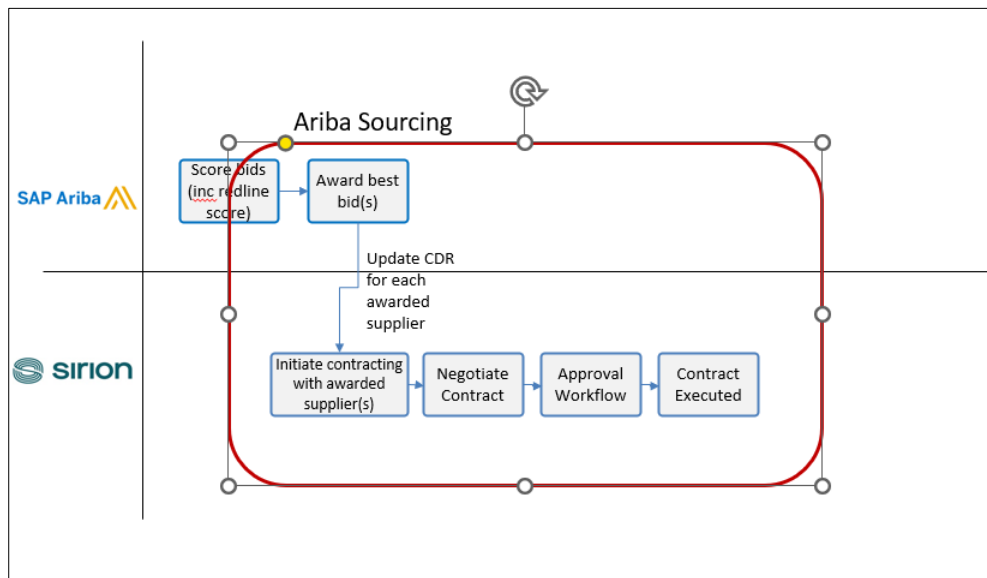 Ariba Sourcing
SAP Ariba
Score bids
(inc redline
score)
Award best
bid(s)
Update CDR
for each
awarded
supplier
sirion
Initiate contracting
with awarded
supplier(s)
Negotiate
Contract
Approval
Workflow
Contract
Executed